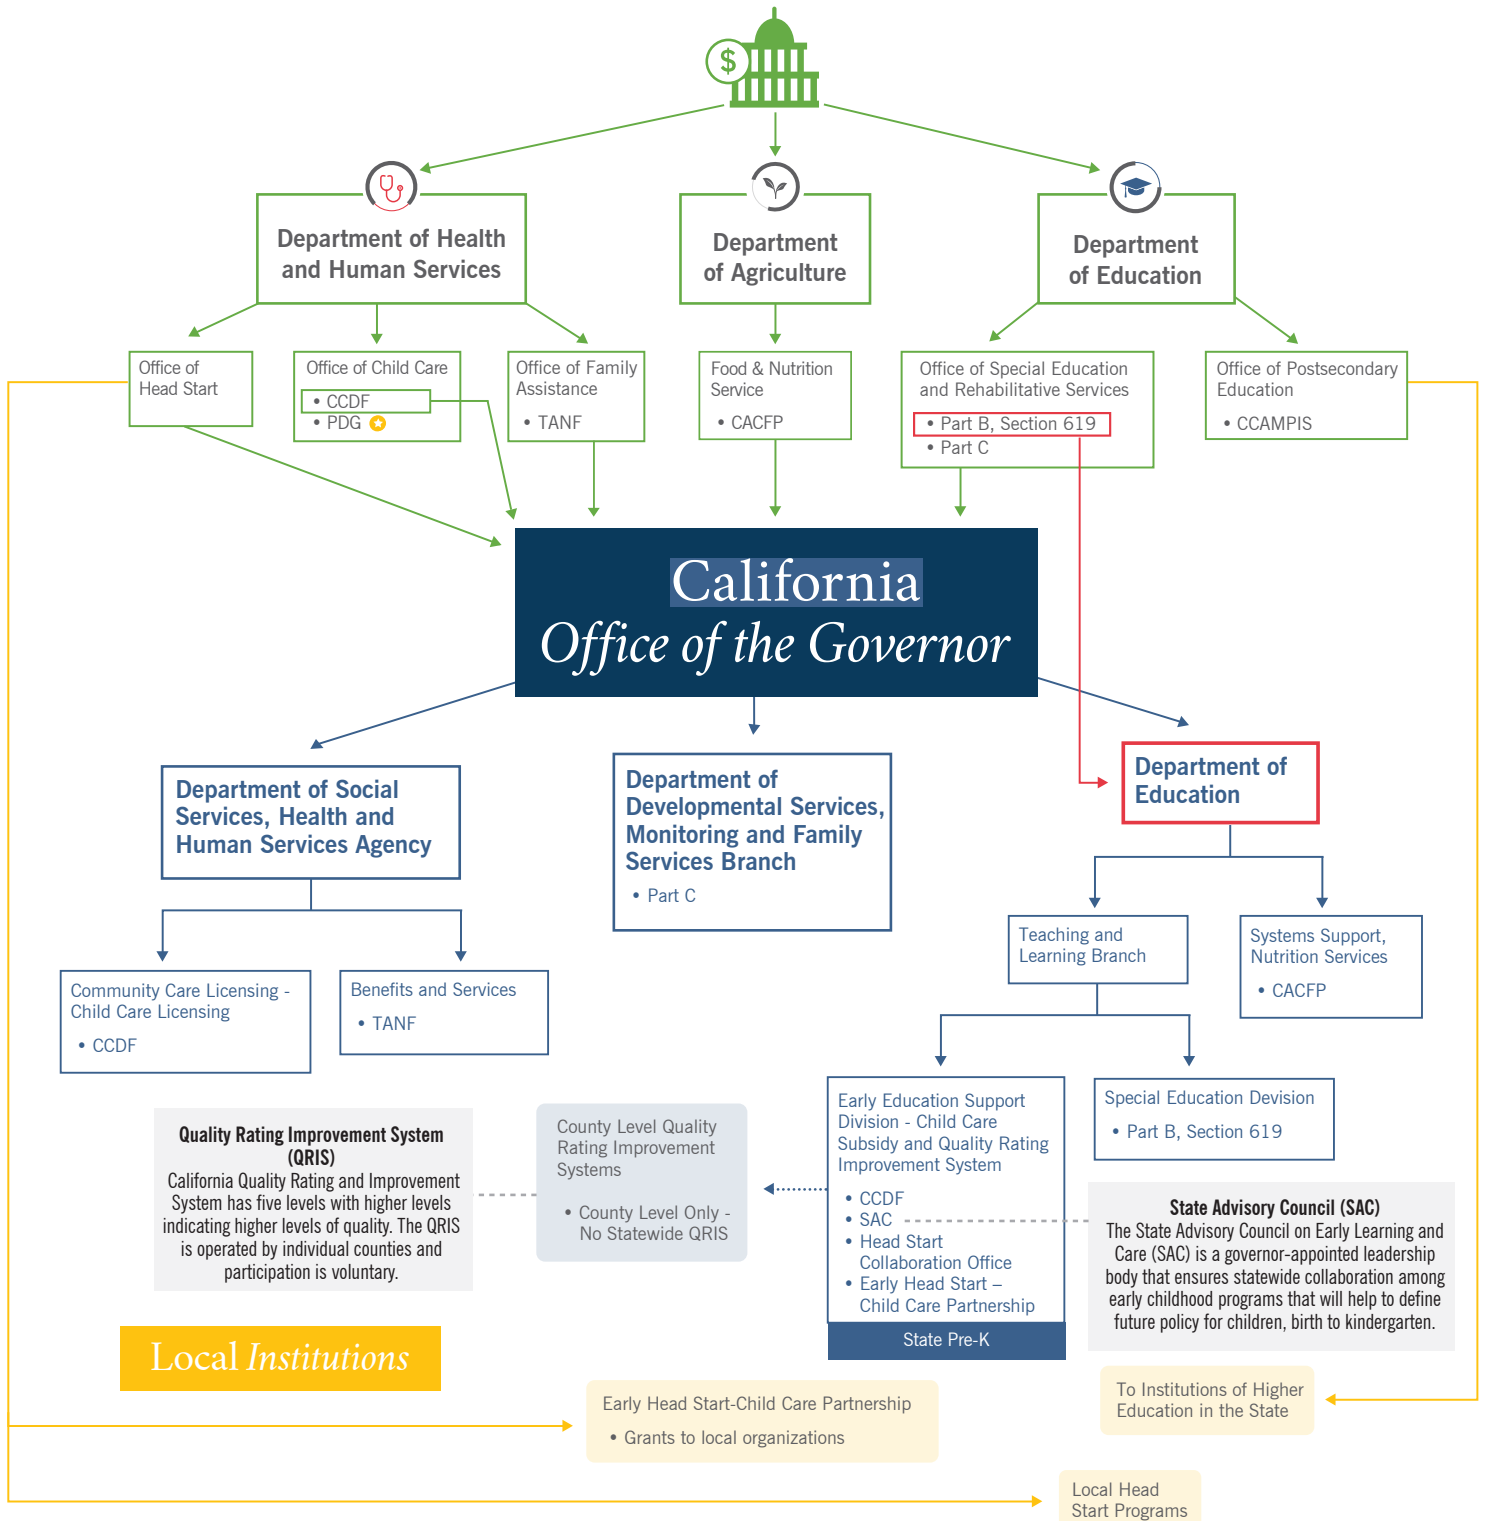 $
Department of Health
and Human Services
Department
of Agriculture
Department
of Education
Office of
Head Start
Office of Child Care
• CCDF
• PDG
Office of Family
Assistance
• TANF
Food & Nutrition
Service
• CACFP
Office of Special Education
and Rehabilitative Services
• Part B, Section 619
• Part C
Office of Postsecondary
Education
• CCAMPIS
California
Office of the Governor
Department of Social
Services, Health and
Human Services Agency
Department of
Developmental Services,
Monitoring and Family
Services Branch
• Part C
Department of
Education
Teaching and
Learning Branch
Systems Support,
Nutrition Services
• CACFP
Community Care Licensing -
Child Care Licensing
• CCDF
Benefits and Services
• TANF
Early Education Support
Division - Child Care
Subsidy and Quality Rating
Improvement System
• CCDF
• SAC
• Head Start
Collaboration Office
• Early Head Start –
Child Care Partnership
State Pre-K
Special Education Devision
• Part B, Section 619
Quality Rating Improvement System
(QRIS)
California Quality Rating and Improvement
System has five levels with higher levels
indicating higher levels of quality. The QRIS
is operated by individual counties and
participation is voluntary.
County Level Quality
Rating Improvement
Systems
• County Level Only -
No Statewide QRIS
State Advisory Council (SAC)
The State Advisory Council on Early Learning and
Care (SAC) is a governor-appointed leadership
body that ensures statewide collaboration among
early childhood programs that will help to define
future policy for children, birth to kindergarten.
Local Institutions
Early Head Start-Child Care Partnership
• Grants to local organizations
To Institutions of Higher
Education in the State
Local Head
Start Programs